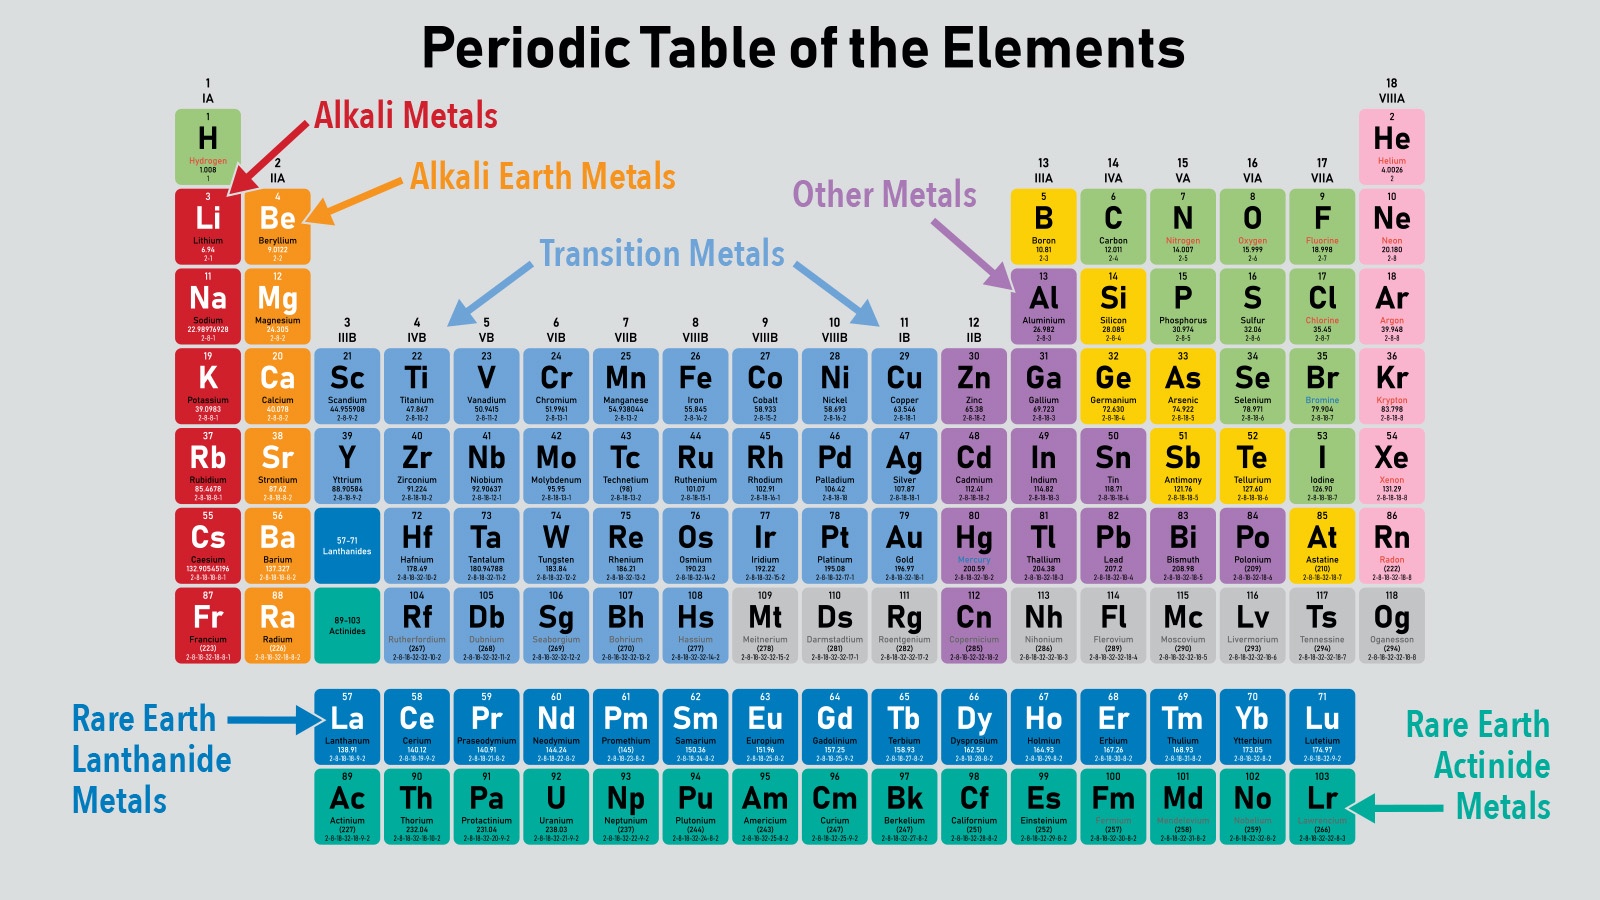 Periodic Table of the Elements
1
IA
18
VIIIA
Alkali Metals
Alkali Earth Metals
Transition Metals
Other Metals
2
IIA
13
IIIA
14
IVA
15
VA
16
VIA
17
VIIA
3
IIIB
4
IVB
5
VB
6
VIB
7
VIIB
8
VIIIB
9
VIIIB
10
VIIIB
11
IB
12
IIB
1
H
Hydrogen
1.008
1
2
He
Helium
4.0026
2
3
Li
Lithium
6.94
2-1
4
Be
Beryllium
9.0122
2-2
5
B
Boron
10.81
2-3
6
C
Carbon
12.011
2-4
7
N
Nitrogen
14.007
2-5
8
O
Oxygen
15.999
2-6
9
F
Fluorine
18.998
2-7
10
Ne
Neon
20.180
2-8
11
Na
Sodium
22.98976928
2-8-1
12
Mg
Magnesium
24.305
2-8-2
13
Al
Aluminium
26.982
2-8-3
14
Si
Silicon
28.085
2-8-4
15
P
Phosphorus
30.974
2-8-5
16
S
Sulfur
32.06
2-8-6
17
Cl
Chlorine
35.45
2-8-7
18
Ar
Argon
39.948
2-8-8
19
K
Potassium
39.0983
2-8-8-1
20
Ca
Calcium
40.078
2-8-8-2
21
Sc
Scandium
44.955908
2-8-9-2
22
Ti
Titanium
47.867
2-8-10-2
23
V
Vanadium
50.9415
2-8-11-2
24
Cr
Chromium
51.9961
2-8-13-1
25
Mn
Manganese
54.938044
2-8-13-2
26
Fe
Iron
55.845
2-8-14-2
27
Co
Cobalt
58.933
2-8-15-2
28
Ni
Nickel
58.693
2-8-16-2
29
Cu
Copper
63.546
2-8-18-1
30
Zn
Zinc
65.38
2-8-18-2
31
Ga
Gallium
69.723
2-8-18-3
32
Ge
Germanium
72.630
2-8-18-4
33
As
Arsenic
74.922
2-8-18-5
34
Se
Selenium
78.971
2-8-18-6
35
Br
Bromine
79.904
2-8-18-7
36
Kr
Krypton
83.798
2-8-18-8
37
Rb
Rubidium
85.4678
2-8-18-8-1
38
Sr
Strontium
87.62
2-8-18-8-2
39
Y
Yttrium
88.90584
2-8-18-9-2
40
Zr
Zirconium
91.224
2-8-18-10-2
41
Nb
Niobium
92.90637
2-8-18-12-1
42
Mo
Molybdenum
95.95
2-8-18-13-1
43
Tc
Technetium
(98)
2-8-18-13-2
44
Ru
Ruthenium
101.07
2-8-18-15-1
45
Rh
Rhodium
102.91
2-8-18-16-1
46
Pd
Palladium
106.42
2-8-18-18
47
Ag
Silver
107.87
2-8-18-18-1
48
Cd
Cadmium
112.41
2-8-18-18-2
49
In
Indium
114.82
2-8-18-18-3
50
Sn
Tin
118.71
2-8-18-18-4
51
Sb
Antimony
121.76
2-8-18-18-5
52
Te
Tellurium
127.60
2-8-18-18-6
53
I
Iodine
126.90
2-8-18-18-7
54
Xe
Xenon
131.29
2-8-18-18-8
55
Cs
Caesium
132.90545196
2-8-18-18-8-1
56
Ba
Barium
137.327
2-8-18-18-8-2
57-71
Lanthanides
72
Hf
Hafnium
178.49
2-8-18-32-10-2
73
Ta
Tantalum
180.94788
2-8-18-32-11-2
74
W
Tungsten
183.84
2-8-18-32-12-2
75
Re
Rhenium
186.21
2-8-18-32-13-2
76
Os
Osmium
190.23
2-8-18-32-14-2
77
Ir
Iridium
192.22
2-8-18-32-15-2
78
Pt
Platinum
195.08
2-8-18-32-17-1
79
Au
Gold
196.97
2-8-18-32-18-1
80
Hg
Mercury
200.59
2-8-18-32-18-2
81
Tl
Thallium
204.38
2-8-18-32-18-3
82
Pb
Lead
207.2
2-8-18-32-18-4
83
Bi
Bismuth
208.98
2-8-18-32-18-5
84
Po
Polonium
(209)
2-8-18-32-18-6
85
At
Astatine
(210)
2-8-18-32-18-7
86
Rn
Radon
(222)
2-8-18-32-18-8
87
Fr
Francium
(223)
2-8-18-32-18-8-1
88
Ra
Radium
(226)
2-8-18-32-18-8-2
89-103
Actinides
104
Rf
Rutherfordium
(267)
2-8-18-32-32-10-2
105
Db
Dubnium
(268)
2-8-18-32-32-11-2
106
Sg
Seaborgium
(269)
2-8-18-32-32-12-2
107
Bh
Bohrium
(270)
2-8-18-32-32-13-2
108
Hs
Hassium
(277)
2-8-18-32-32-14-2
109
Mt
Meitnerium
(278)
2-8-18-32-32-15-2
110
Ds
Darmstadtium
(281)
2-8-18-32-32-17-1
111
Rg
Roentgenium
(282)
2-8-18-32-32-17-2
112
Cn
Copernicium
(285)
2-8-18-32-32-18-2
113
Nh
Nihonium
(286)
2-8-18-32-32-18-3
114
Fl
Flerovium
(289)
2-8-18-32-32-18-4
115
Mc
Moscovium
(290)
2-8-18-32-32-18-5
116
Lv
Livermorium
(293)
2-8-18-32-32-18-6
117
Ts
Tennessine
(294)
2-8-18-32-32-18-7
118
Og
Oganesson
(294)
2-8-18-32-32-18-8
Rare Earth
Lanthanide
Metals
57
La
Lanthanum
138.91
2-8-18-18-9-2
58
Ce
Cerium
140.12
2-8-18-19-9-2
59
Pr
Praseodymium
140.91
2-8-18-21-8-2
60
Nd
Neodymium
144.24
2-8-18-22-8-2
61
Pm
Promethium
(145)
2-8-18-23-8-2
62
Sm
Samarium
150.36
2-8-18-24-8-2
63
Eu
Europium
151.96
2-8-18-25-8-2
64
Gd
Gadolinium
157.25
2-8-18-25-9-2
65
Tb
Terbium
158.93
2-8-18-27-8-2
66
Dy
Dysprosium
162.50
2-8-18-28-8-2
67
Ho
Holmium
164.93
2-8-18-29-8-2
68
Er
Erbium
167.26
2-8-18-30-8-2
69
Tm
Thulium
168.93
2-8-18-31-8-2
70
Yb
Ytterbium
173.05
2-8-18-32-8-2
71
Lu
Lutetium
174.97
2-8-18-32-9-2
89
Ac
Actinium
(227)
2-8-18-32-18-9-2
90
Th
Thorium
232.04
2-8-18-32-18-10-2
91
Pa
Protactinium
231.04
2-8-18-32-20-9-2
92
U
Uranium
238.03
2-8-18-32-21-9-2
93
Np
Neptunium
(237)
2-8-18-32-22-9-2
94
Pu
Plutonium
(244)
2-8-18-32-24-8-2
95
Am
Americium
(243)
2-8-18-32-25-8-2
96
Cm
Curium
(247)
2-8-18-32-25-9-2
97
Bk
Berkelium
(247)
2-8-18-32-27-8-2
98
Cf
Californium
(251)
2-8-18-32-28-8-2
99
Es
Einsteinium
(252)
2-8-18-32-29-8-2
100
Fm
Fermium
(257)
2-8-18-32-30-8-2
101
Md
Mendelevium
(258)
2-8-18-32-31-8-2
102
No
Nobelium
(259)
2-8-18-32-32-8-2
103
Lr
Lawrencium
(266)
2-8-18-32-32-8-3
Rare Earth
Actinide
Metals